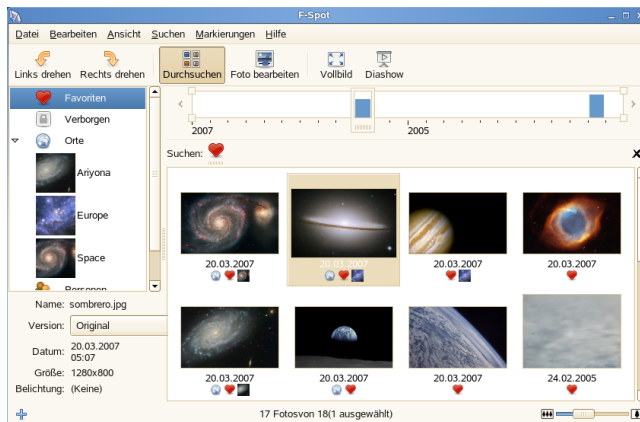 F-Spot
Datei Bearbeiten Ansicht Suchen Markierungen Hilfe
Links drehen Rechts drehen Durchsuchen Foto bearbeiten Vollbild Diashow
Favoriten
Verborgen
Orte
Ariyona
Europe
Space
Personen
2007 2005
Suchen:
20.03.2007 20.03.2007 20.03.2007 20.03.2007
20.03.2007 20.03.2007 20.03.2007 24.02.2005
Name: sombrero.jpg
Version: Original
Datum: 20.03.2007
05:07
Größe: 1280x800
Belichtung: (Keine)
17 Fotosvon 18(1 ausgewählt)